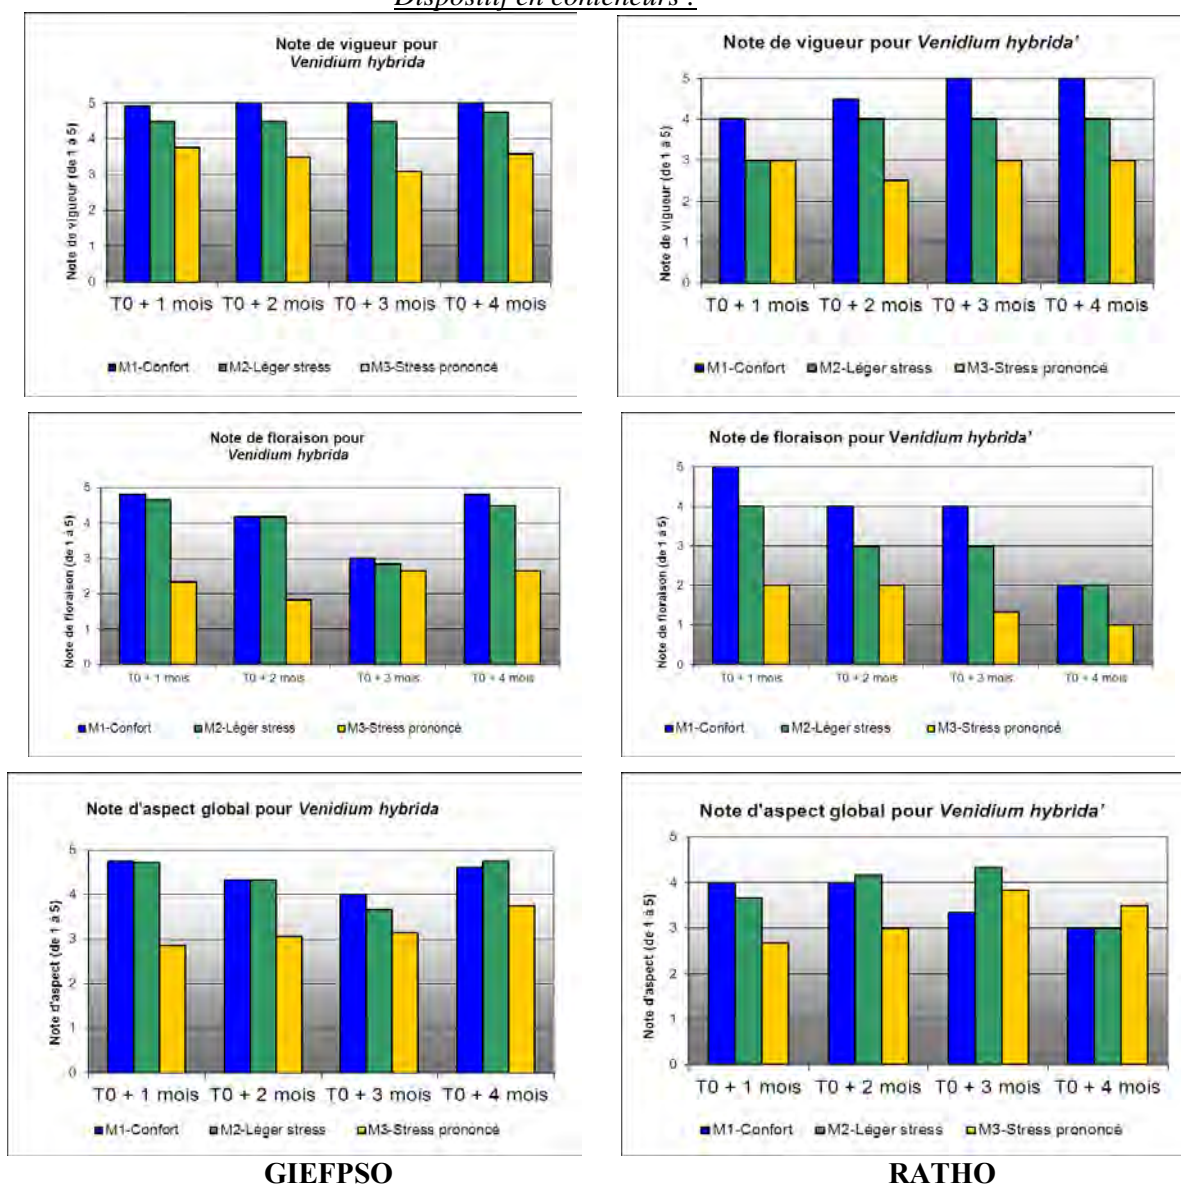 Dispositif en conteneurs :
Note de vigueur pour
Venidium hybrida
Note de vigueur (de 1 à 5)
5
4
3
2
1
0
T0 + 1 mois T0 + 2 mois T0 + 3 mois T0 + 4 mois
M1-Confort M2-Léger stress M3-Stress prononcé
Note de vigueur pour Venidium hybrida'
Note de vigueur (de 1 à 5)
5
4
3
2
1
0
T0 + 1 mois T0 + 2 mois T0 + 3 mois T0 + 4 mois
M1-Confort M2-Léger stress M3-Stress prononcé
Note de floraison pour
Venidium hybrida
Note de floraison (de 1 à 5)
5
4
3
2
1
0
T0 + 1 mois T0 + 2 mois T0 + 3 mois T0 + 4 mois
M1-Confort M2-Léger stress M3-Stress prononcé
Note de floraison pour Venidium hybrida'
Note de floraison (de 1 à 5)
5
4
3
2
1
0
T0 + 1 mois T0 + 2 mois T0 + 3 mois T0 + 4 mois
M1-Confort M2-Léger stress M3-Stress prononcé
Note d'aspect global pour Venidium hybrida
Note d'aspect (de 1 à 5)
5
4
3
2
1
0
T0 + 1 mois T0 + 2 mois T0 + 3 mois T0 + 4 mois
M1-Confort M2-Léger stress M3-Stress prononcé
Note d'aspect global pour Venidium hybrida'
Note d'aspect (de 1 à 5)
5
4
3
2
1
0
T0 + 1 mois T0 + 2 mois T0 + 3 mois T0 + 4 mois
M1-Confort M2-Léger stress M3-Stress prononcé
GIEFPSO
RATHO